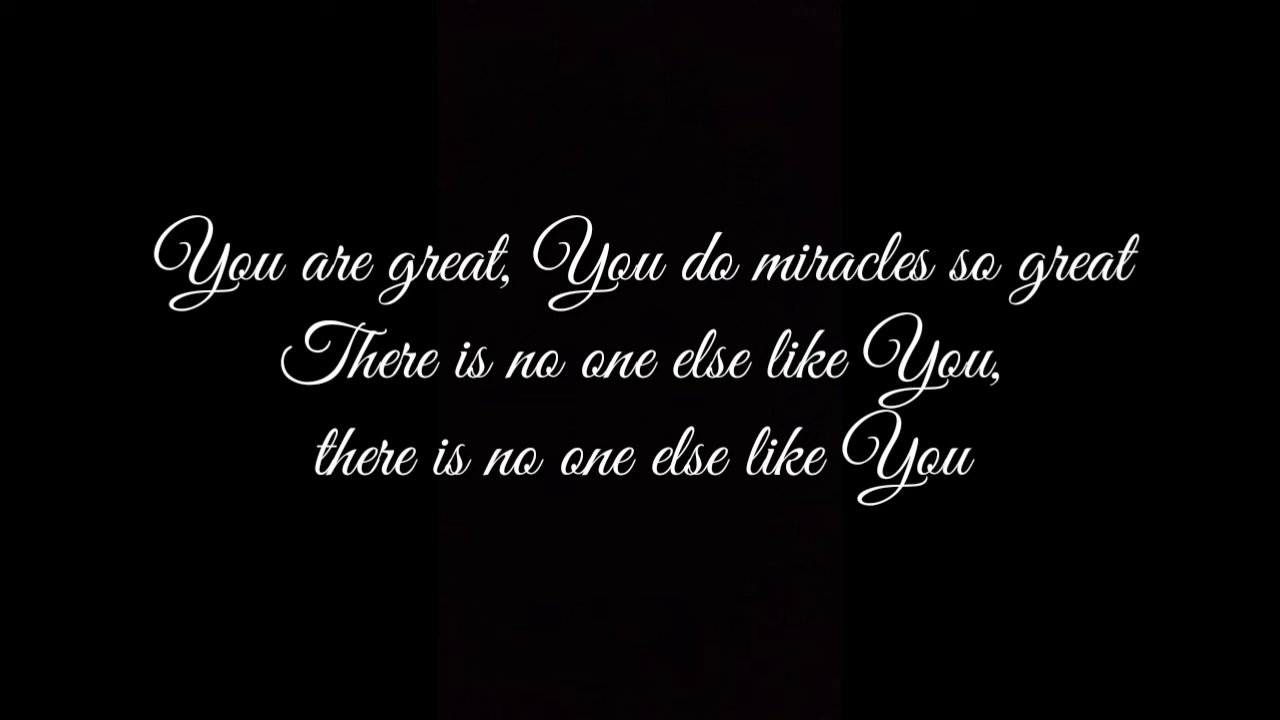 You are great, You do miracles so great
There is no one else like You,
there is no one else like You